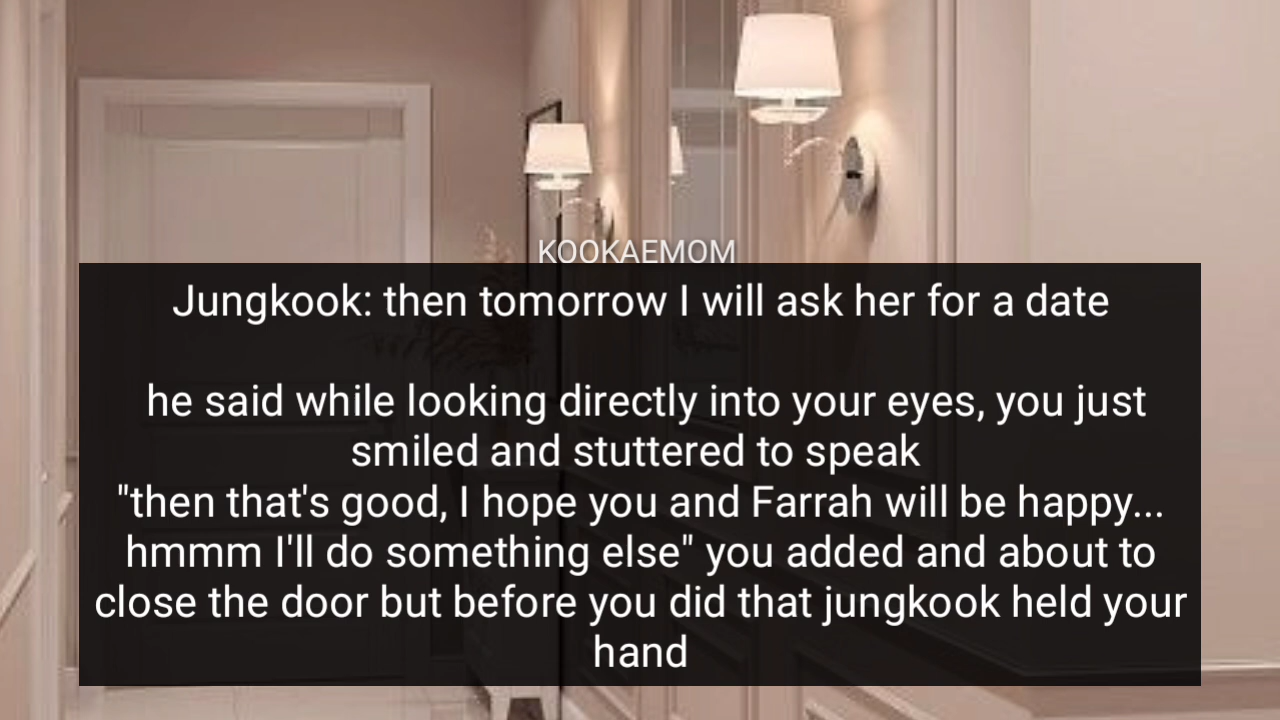 KOOKAEMOM
Jungkook: then tomorrow I will ask her for a date
he said while looking directly into your eyes, you just
smiled and stuttered to speak
"then that's good, I hope you and Farrah will be happy...
hmmm I'll do something else" you added and about to
close the door but before you did that jungkook held your
hand